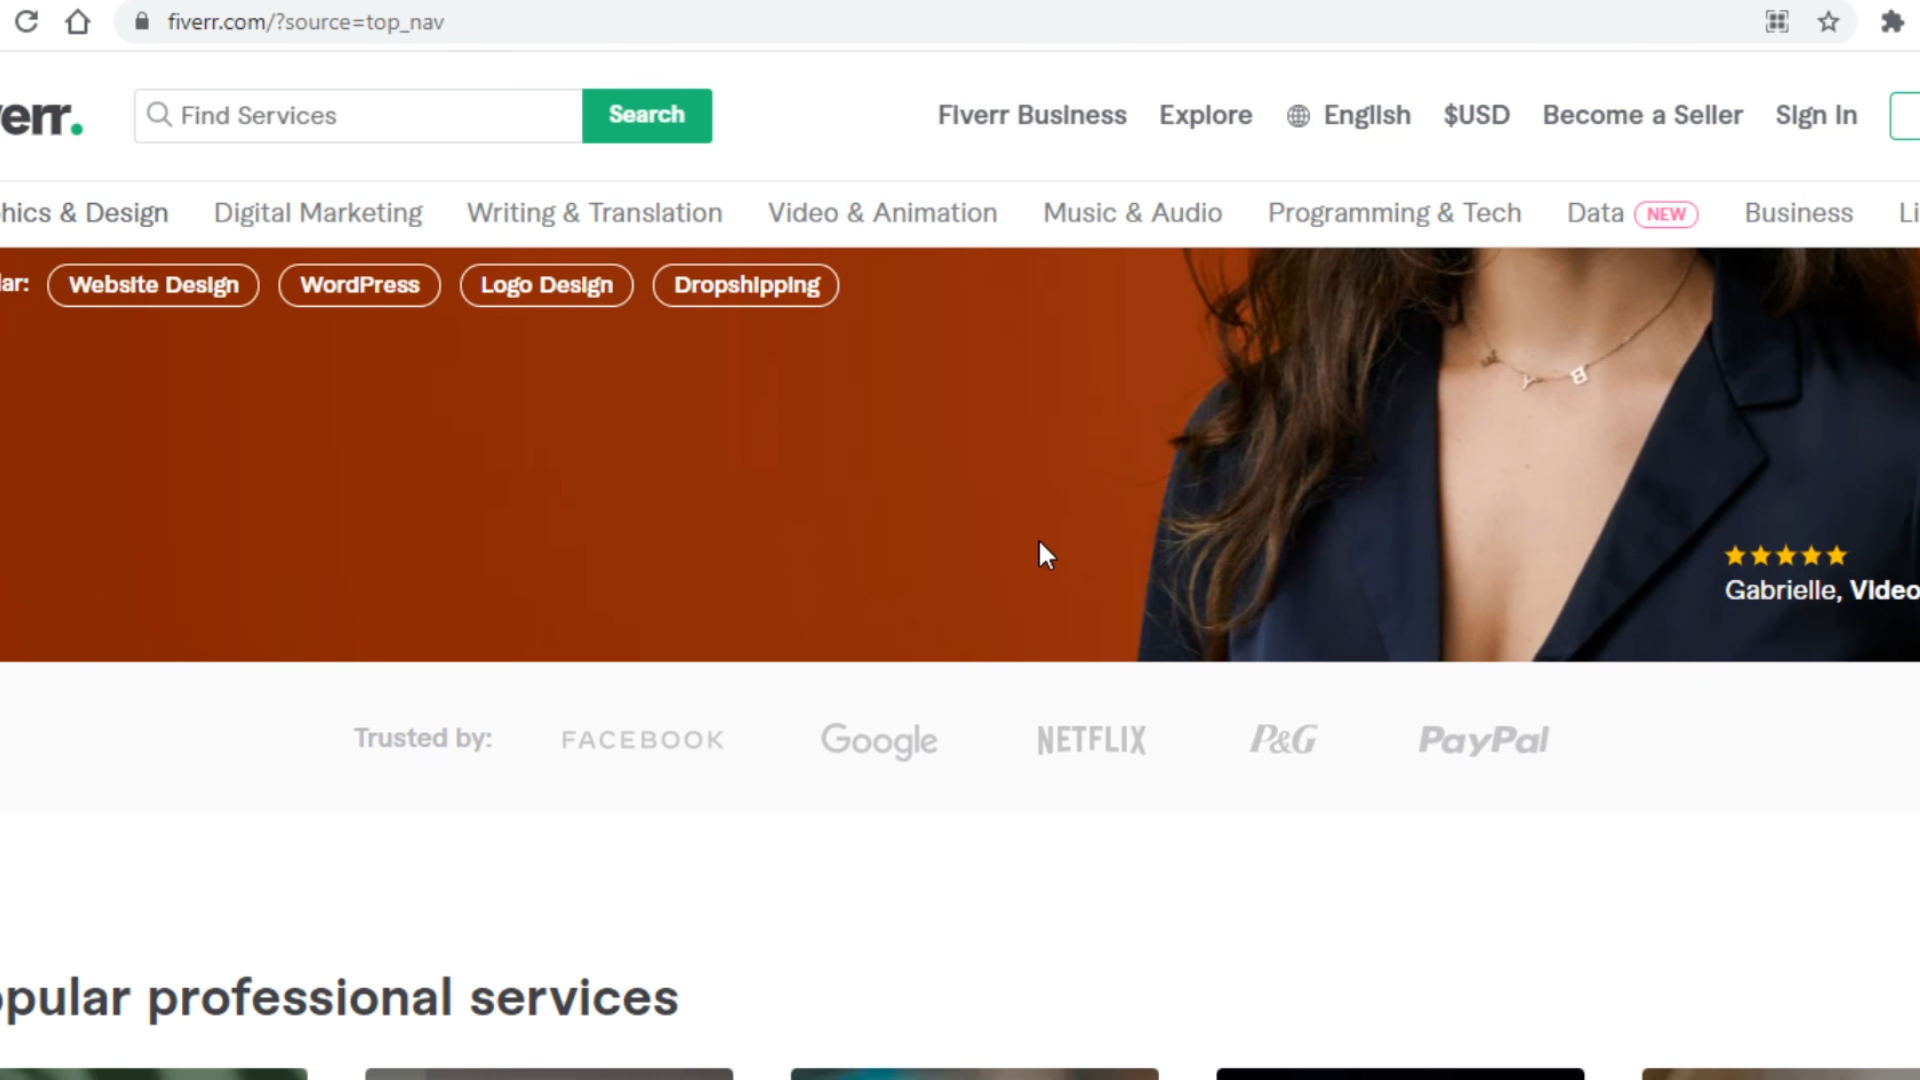 fiverr.com/?source=top_nav
verr.
Find Services
Search
Fiverr Business
Explore
English
$USD
Become a Seller
Sign In
hics & Design
Digital Marketing
Writing & Translation
Video & Animation
Music & Audio
Programming & Tech
Data NEW
Business
Li
lar:
Website Design
WordPress
Logo Design
Dropshipping
Gabrielle, Video
Trusted by:
FACEBOOK
Google
NETFLIX
P&G
PayPal
opular professional services